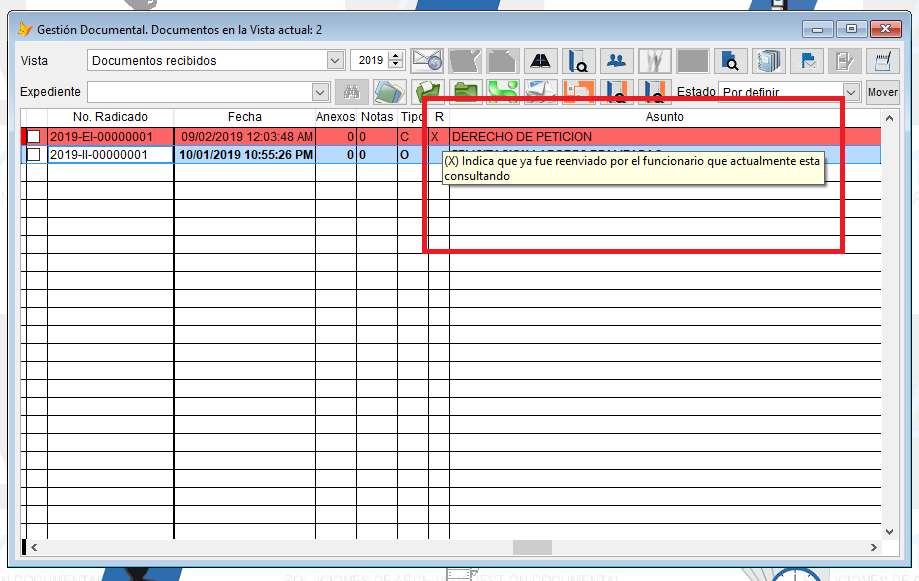 Gestión Documental. Documentos en la Vista actual: 2
Vista
Documentos recibidos
2019
Expediente
Estado
Por definir
Mover
No. Radicado Fecha Anexos Notas Tipo R Asunto
2019-EI-00000001 09/02/2019 12:03:48 AM 0 0 C X DERECHO DE PETICION
2019-II-00000001 10/01/2019 10:55:26 PM 0 0 O
(X) Indica que ya fue reenviado por el funcionario que actualmente esta
consultando